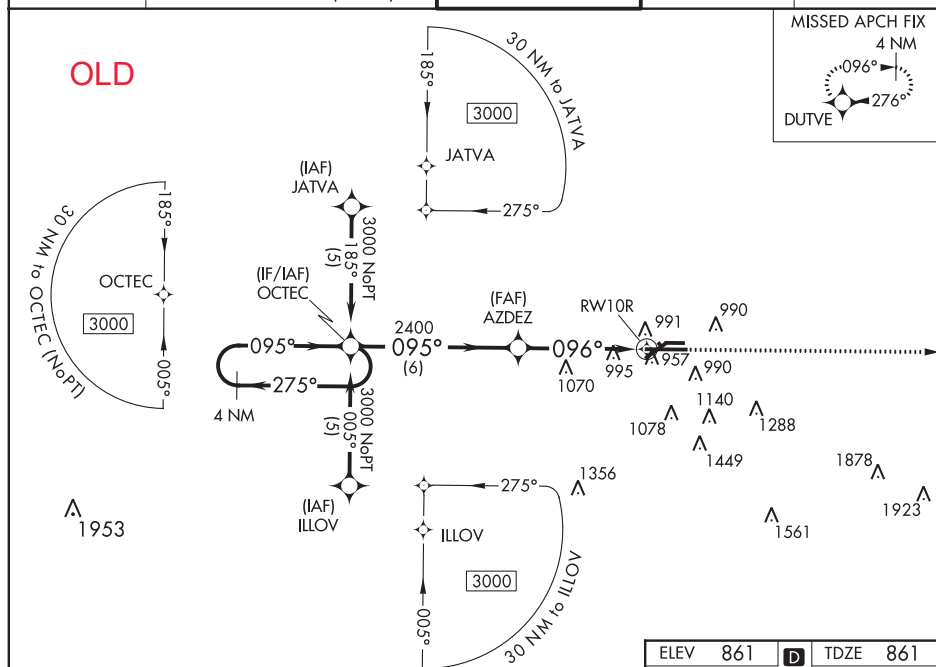 OLD
MISSED APCH FIX
4 NM
096°
276°
DUTVE
185°
3000
JATVA
275°
30 NM to JATVA
(IAF)
JATVA
3000 NoPT
185°
(5)
185°
OCTEC
3000
005°
30 NM to OCTEC (NoPT)
(IF/IAF)
OCTEC
095°
275°
4 NM
2400
095°
(6)
(FAF)
AZDEZ
096°
RW10R
991
990
995
957
990
1070
1140
1078
1288
1449
1356
1878
1923
1561
1953
3000 NoPT
005°
(5)
(IAF)
ILLOV
275°
ILLOV
3000
005°
30 NM to ILLOV
ELEV 861 D TDZE 861